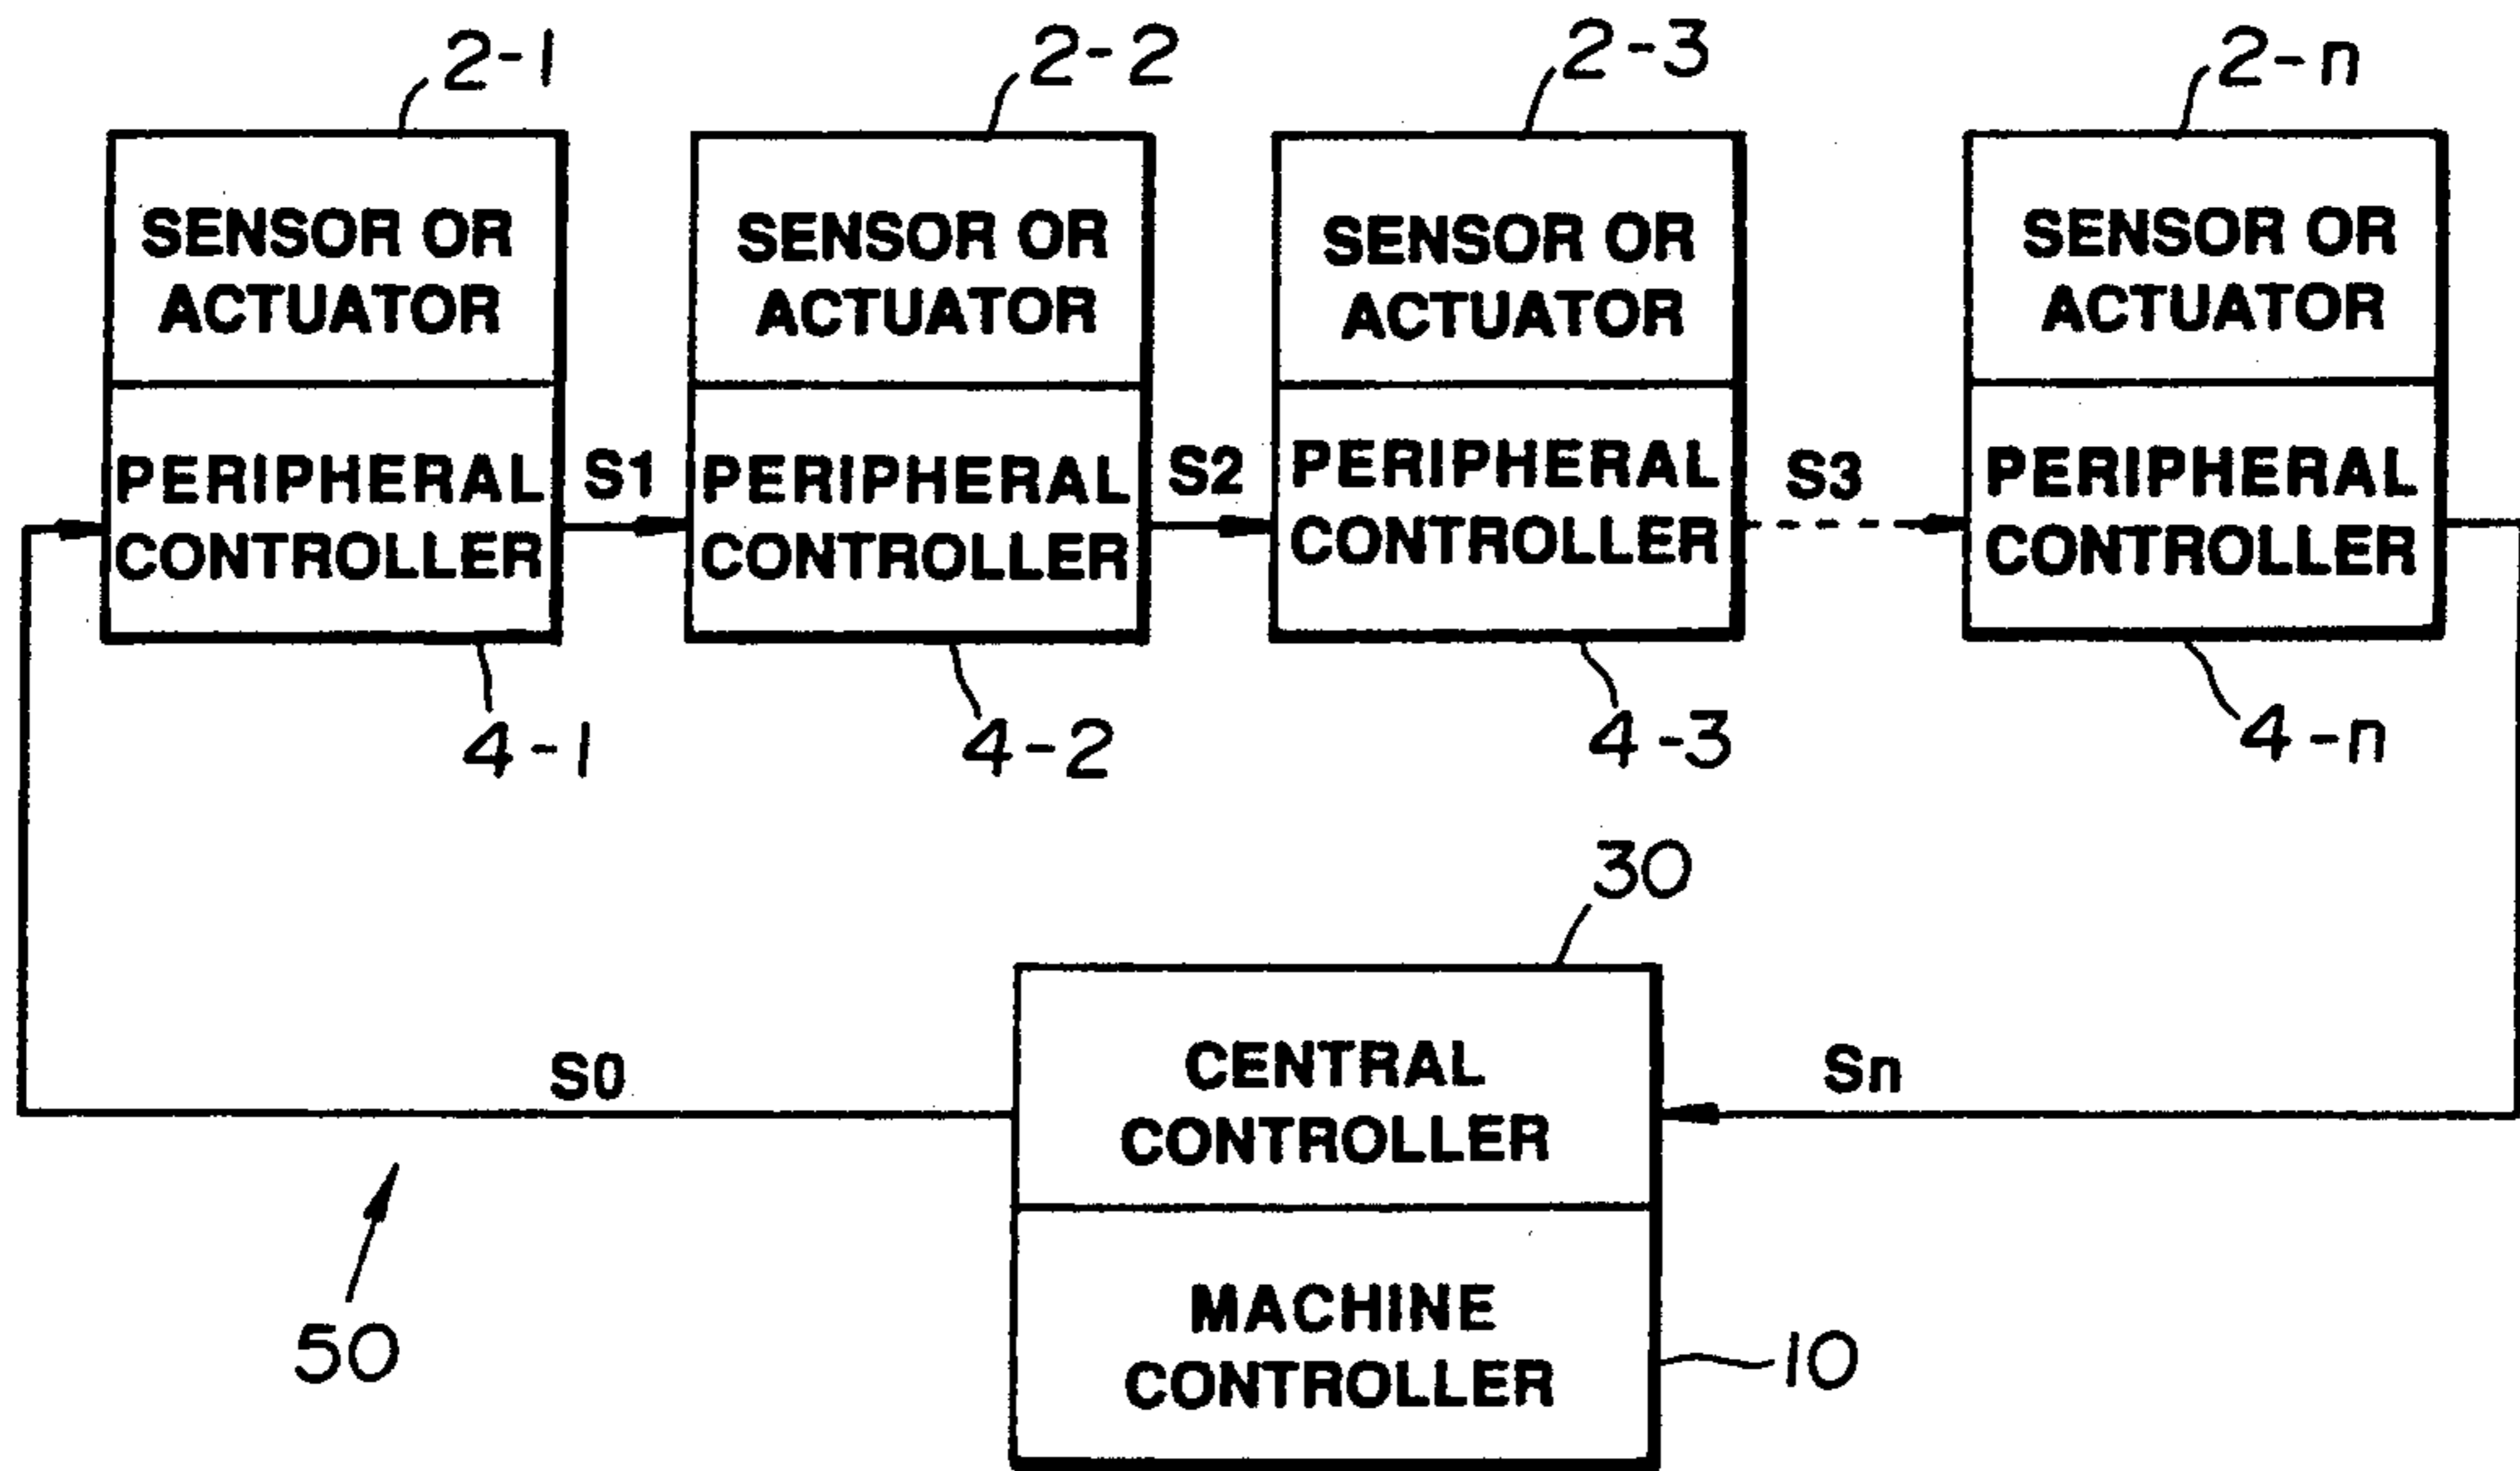 2-1
2-2
2-3
2-n
SENSOR OR
ACTUATOR
SENSOR OR
ACTUATOR
SENSOR OR
ACTUATOR
SENSOR OR
ACTUATOR
PERIPHERAL
CONTROLLER
S1
PERIPHERAL
CONTROLLER
S2
PERIPHERAL
CONTROLLER
S3
PERIPHERAL
CONTROLLER
4-1
4-2
4-3
4-n
30
S0
CENTRAL
CONTROLLER
Sn
50
MACHINE
CONTROLLER
10